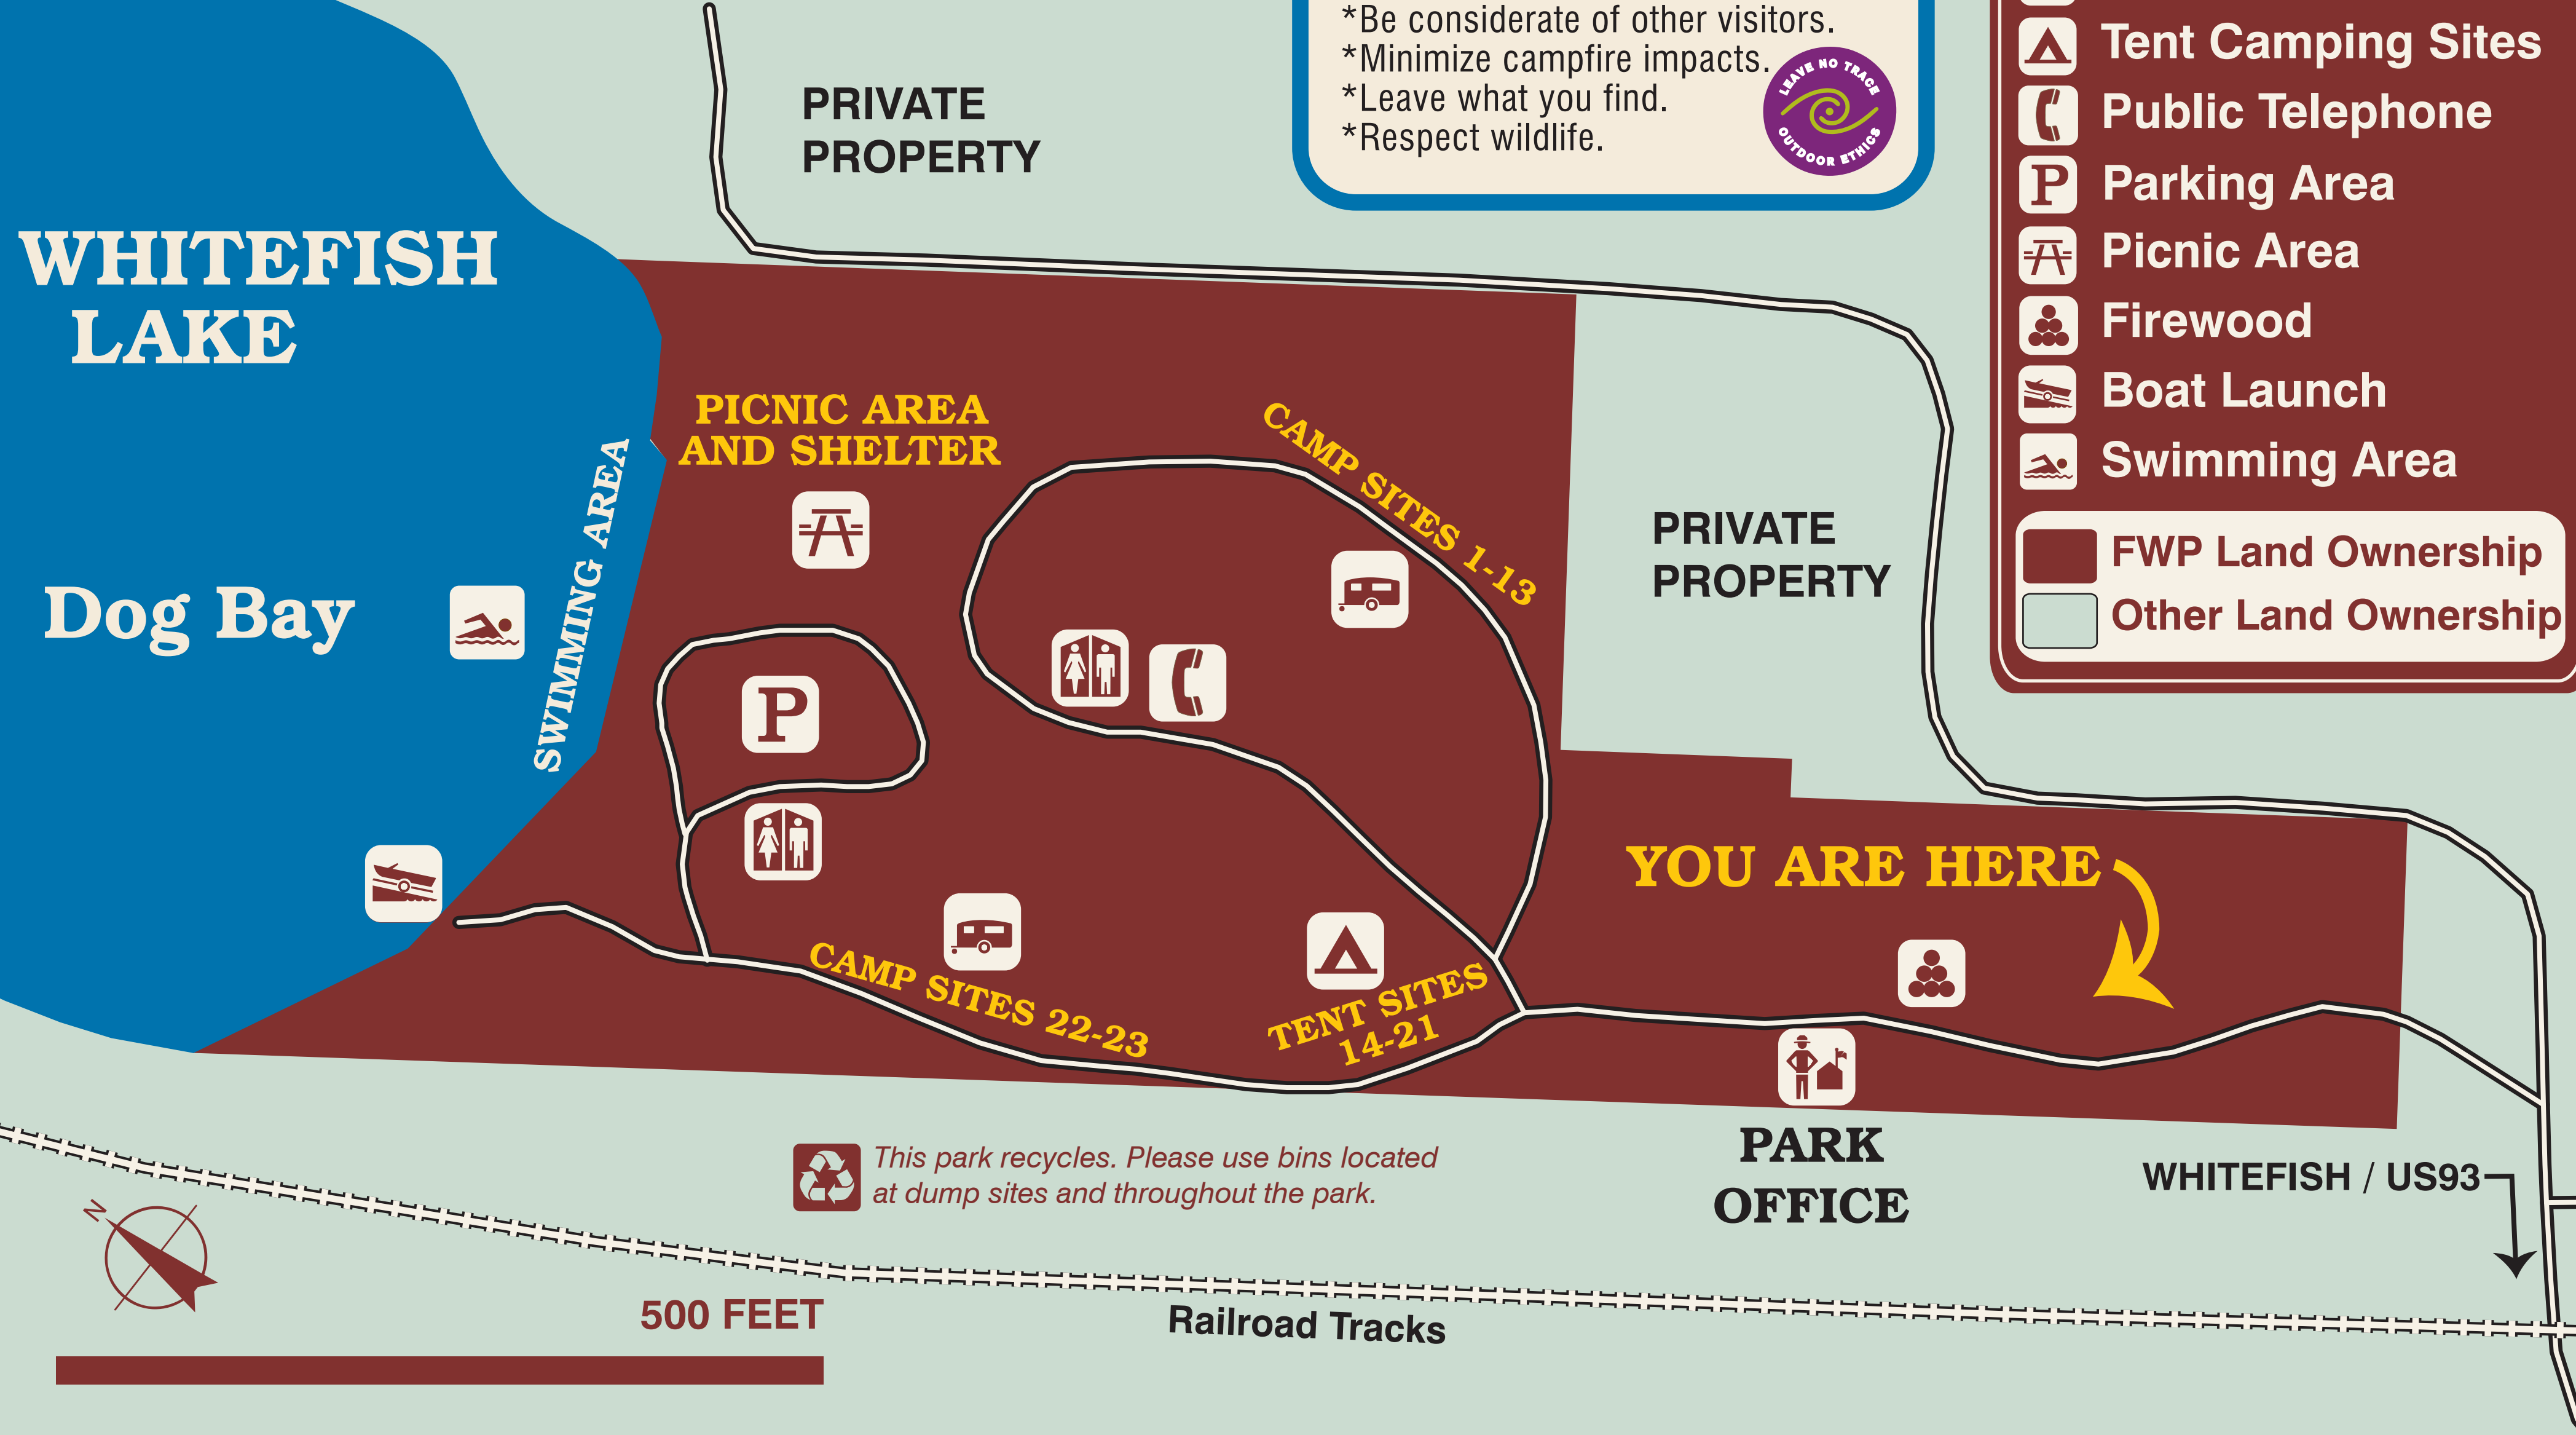 *Be considerate of other visitors.
*Minimize campfire impacts.
*Leave what you find.
*Respect wildlife.
LEAVE NO TRACE
OUTDOOR ETHICS
Tent Camping Sites
Public Telephone
P Parking Area
Picnic Area
Firewood
Boat Launch
Swimming Area
FWP Land Ownership
Other Land Ownership
PRIVATE
PROPERTY
WHITEFISH
LAKE
PICNIC AREA
AND SHELTER
CAMP SITES 1-13
SWIMMING AREA
Dog Bay
PRIVATE
PROPERTY
P
YOU ARE HERE
CAMP SITES 22-23
TENT SITES
14-21
PARK
OFFICE
This park recycles. Please use bins located
at dump sites and throughout the park.
WHITEFISH / US93
N
500 FEET
Railroad Tracks